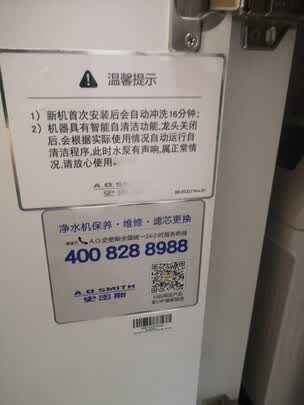 温馨提示
1）新机首次安装后会自动冲洗16分钟；
2）机器具有智能自清洁功能，龙头关闭
后，会根据实际使用情况自动运行自
清洁程序，此时水泵有声响，属正常情
况，请放心使用。
A.O.SMITH
净水机保养·维修·滤芯更换
请拨打 A.O.史密斯全国统一24小时服务热线
400 828 8988
A.O.SMITH
史密斯